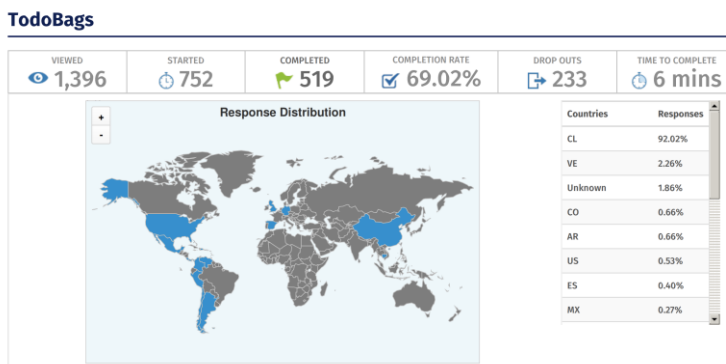 TodoBags
VIEWED
1,396
STARTED
752
COMPLETED
519
COMPLETION RATE
69.02%
DROP OUTS
233
TIME TO COMPLETE
6 mins
+
-
Response Distribution
Countries Responses
CL 92.02%
VE 2.26%
Unknown 1.86%
CO 0.66%
AR 0.66%
US 0.53%
ES 0.40%
MX 0.27%